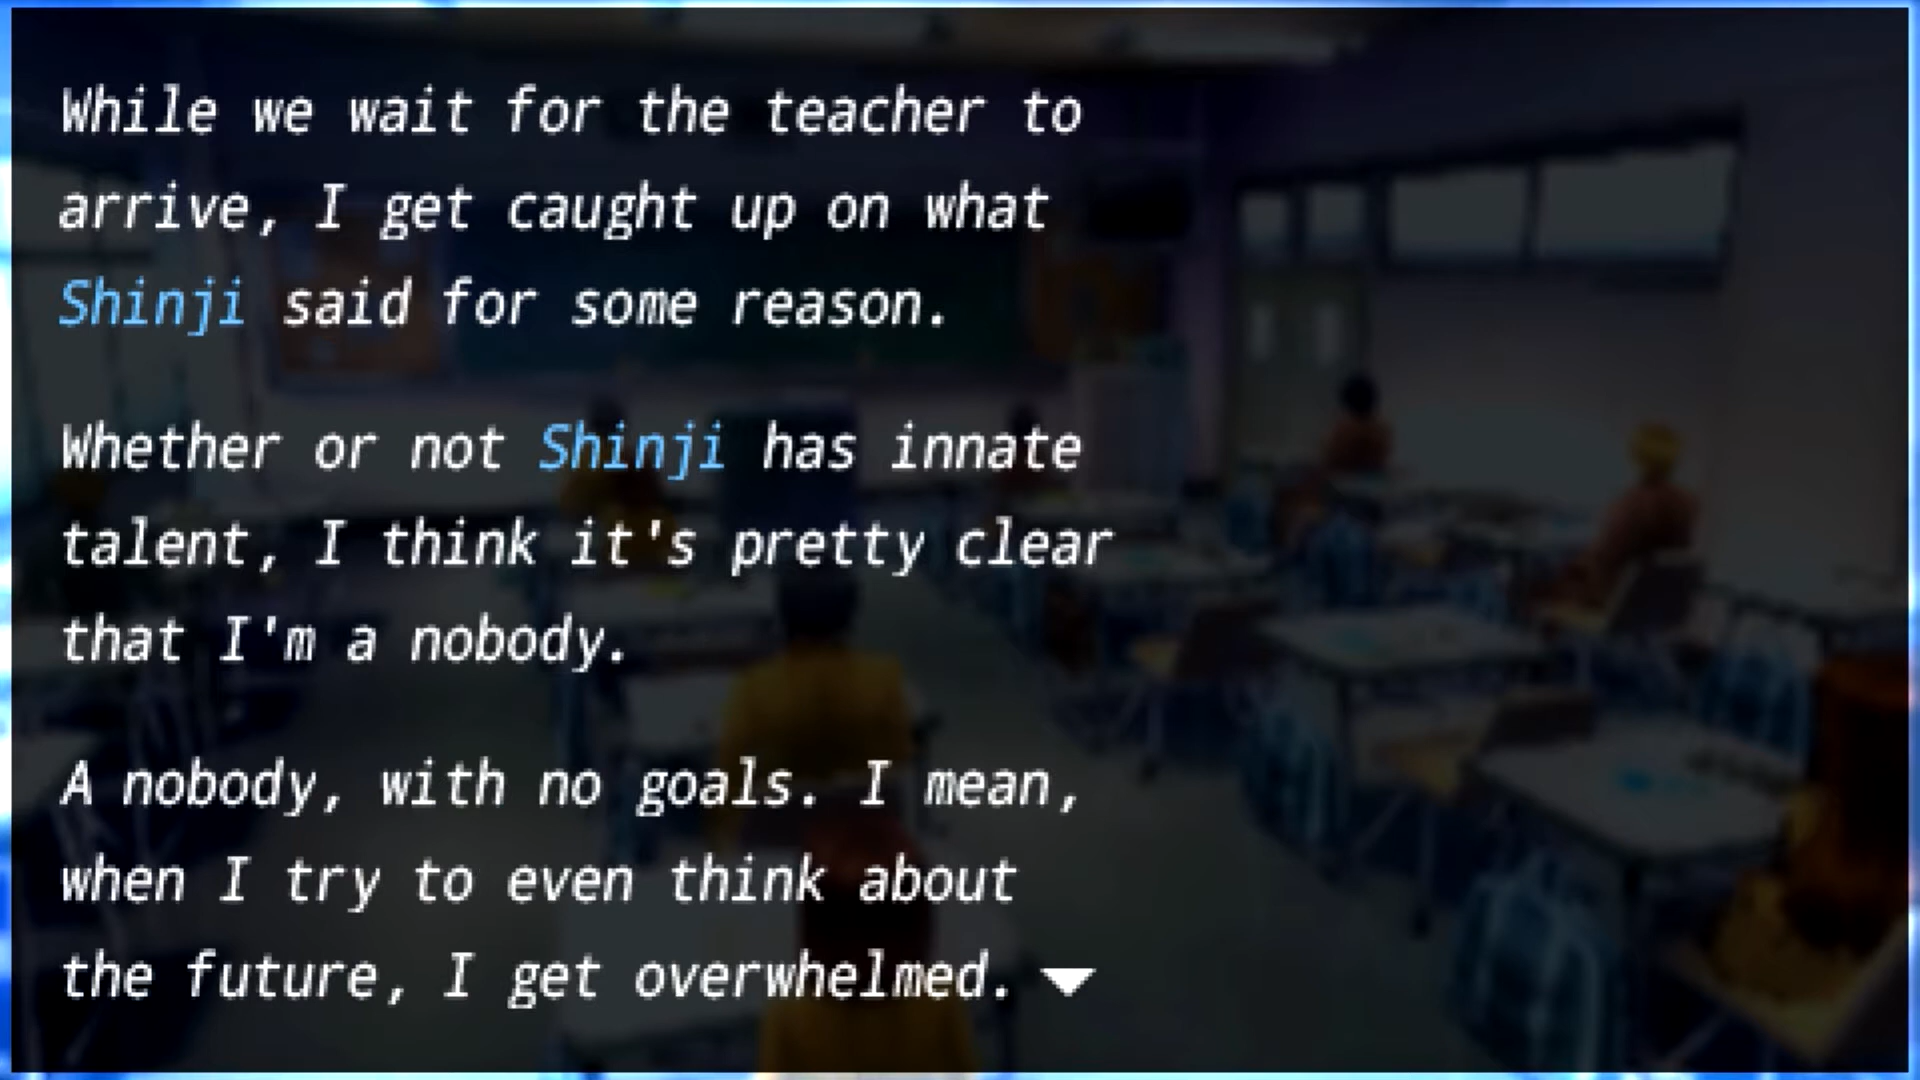 While we wait for the teacher to
arrive, I get caught up on what
Shinji said for some reason.
Whether or not Shinji has innate
talent, I think it's pretty clear
that I'm a nobody.
A nobody, with no goals. I mean,
when I try to even think about
the future, I get overwhelmed.